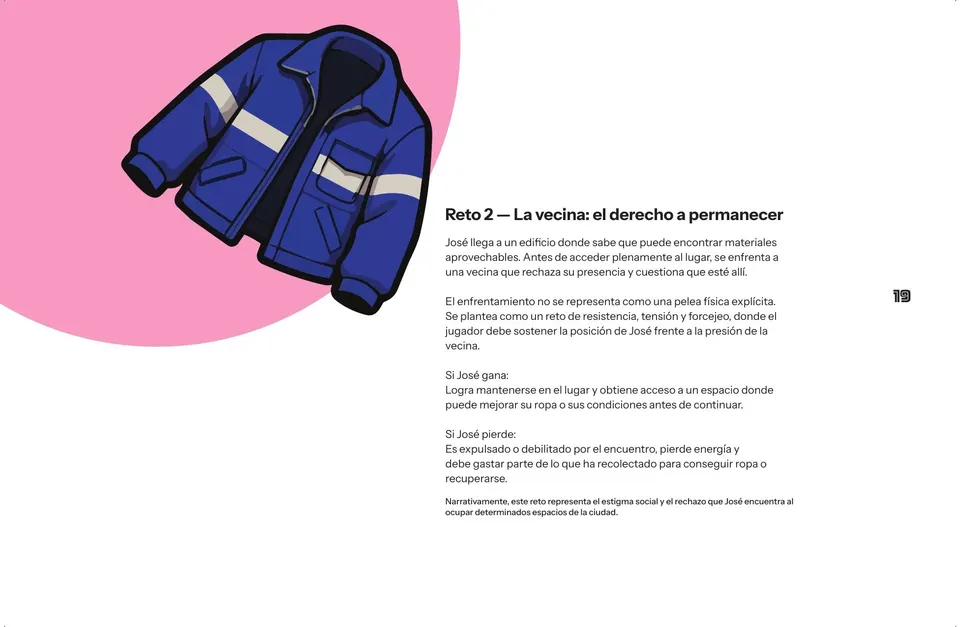 Reto 2 — La vecina: el derecho a permanecer
José llega a un edificio donde sabe que puede encontrar materiales
aprovechables. Antes de acceder plenamente al lugar, se enfrenta a
una vecina que rechaza su presencia y cuestiona que esté allí.
El enfrentamiento no se representa como una pelea física explícita.
Se plantea como un reto de resistencia, tensión y forcejeo, donde el
jugador debe sostener la posición de José frente a la presión de la
vecina.
Si José gana:
Logra mantenerse en el lugar y obtiene acceso a un espacio donde
puede mejorar su ropa o sus condiciones antes de continuar.
Si José pierde:
Es expulsado o debilitado por el encuentro, pierde energía y
debe gastar parte de lo que ha recolectado para conseguir ropa o
recuperarse.
Narrativamente, este reto representa el estigma social y el rechazo que José encuentra al
ocupar determinados espacios de la ciudad.
19